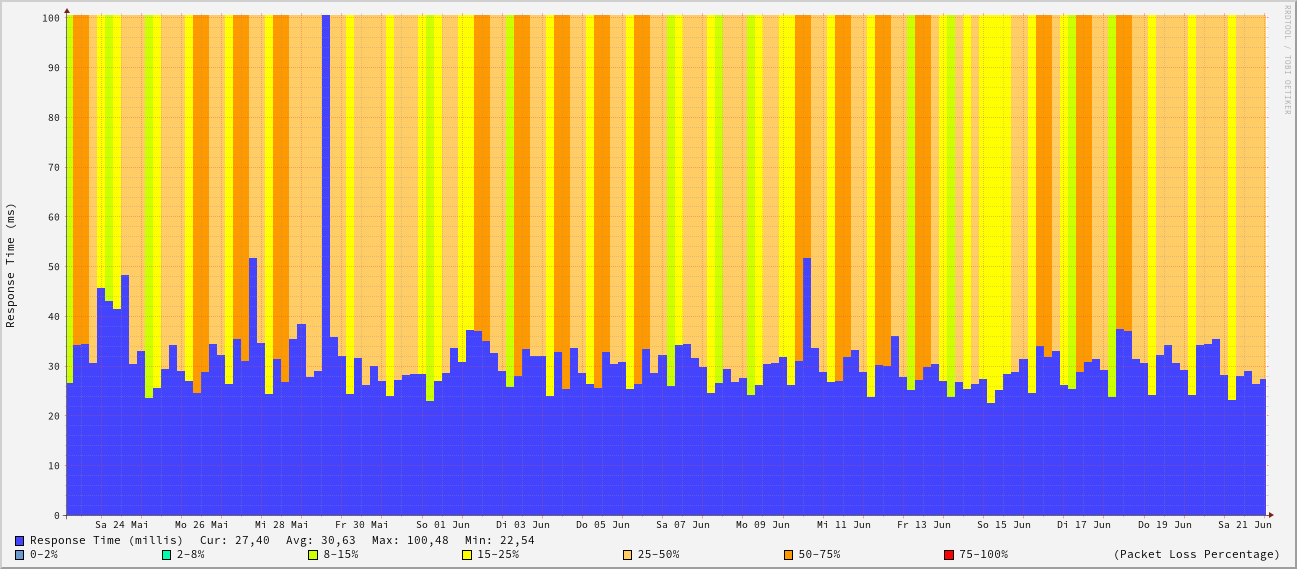 100
90
80
70
60
50
40
30
20
10
0
Response Time (ms)
RRDTOOL / TOBI OETIKER
Sa 24 Mai Mo 26 Mai Mi 28 Mai Fr 30 Mai So 01 Jun Di 03 Jun Do 05 Jun Sa 07 Jun Mo 09 Jun Mi 11 Jun Fr 13 Jun So 15 Jun Di 17 Jun Do 19 Jun Sa 21 Jun
Response Time (millis) Cur: 27,40 Avg: 30,63 Max: 100,48 Min: 22,54
0-2% 2-8% 8-15% 15-25% 25-50% 50-75% 75-100% (Packet Loss Percentage)